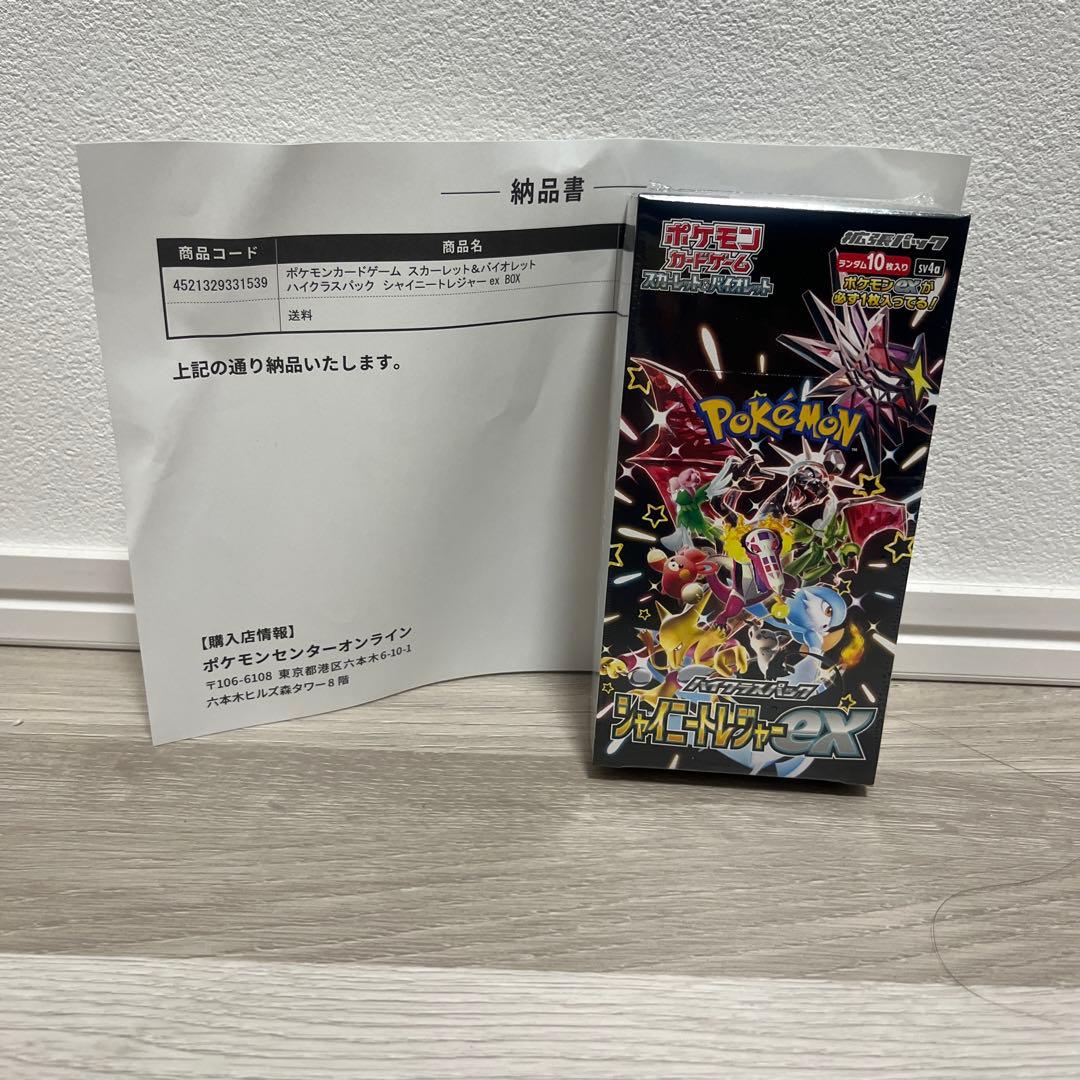 納品書
商品コード 商品名
4521329331539 ポケモンカードゲーム スカーレット&バイオレット
ハイクラスパック シャイニートレジャーex BOX
送料
上記の通り納品いたします。
【購入店情報】
ポケモンセンターオンライン
〒106-6108 東京都港区六本木6-10-1
六本木ヒルズ森タワー8階
ポケモン
カードゲーム
スカーレット&バイオレット
拡張パック
ランダム10枚入り sv4a
ポケモンexが
必ず1枚入ってる!
POKéMON
ハイクラスパック
シャイニートレジャーex